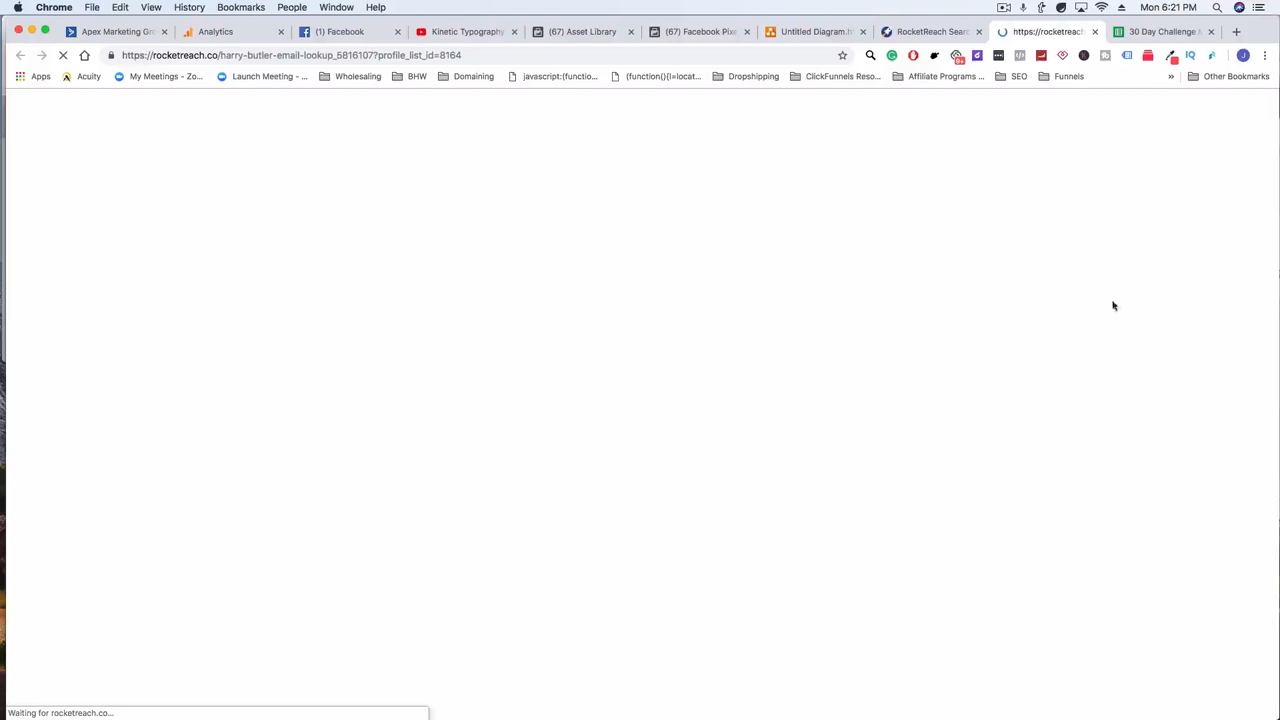 Chrome File Edit View History Bookmarks People Window Help Mon 6:21 PM
Apex Marketing Gr Analytics (1) Facebook Kinetic Typography (67) Asset Library (67) Facebook Pixe Untitled Diagram.h RocketReach Sear https://rocketreach 30 Day Challenge
https://rocketreach.co/harry-butler-email-lookup_5816107?profile_list_id=8164
Apps Acuity My Meetings - Zo... Launch Meeting - ... Wholesaling BHW Domaining javascript:(functio... (function(){l=locat... Dropshipping ClickFunnels Reso... Affiliate Programs ... SEO Funnels » Other Bookmarks
Waiting for rocketreach.co...